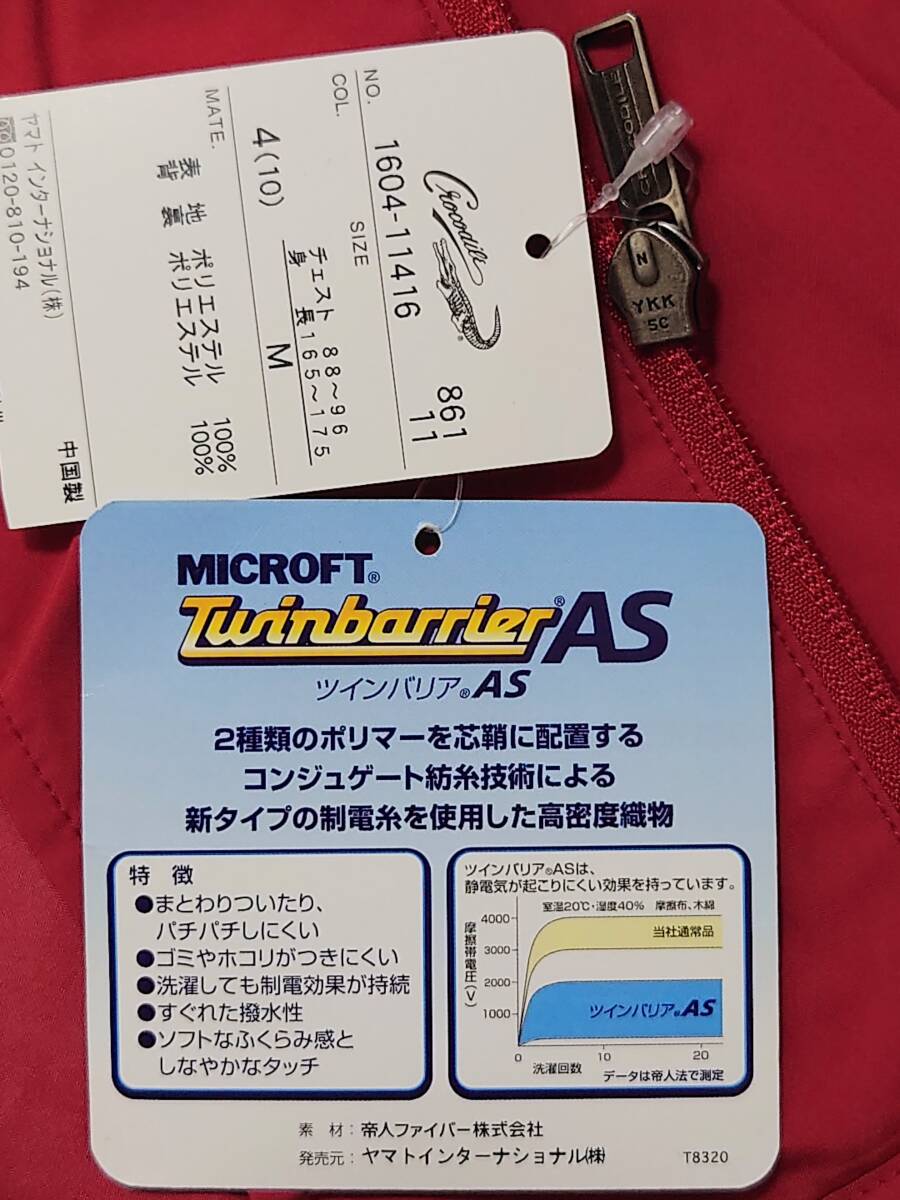 Crocodile
NO. 1604-11416 861
COL. SIZE 11
チェスト 88~96
身 長165~175
4(10) M
MATE. 表 地 ポリエステル 100%
背 裏 ポリエステル 100%
ヤマト インターナショナル(株) 中国製
0120-810-194
N
YKK
5C
MICROFT®
Twinbarrier®AS
ツインバリア®AS
2種類のポリマーを芯鞘に配置する
コンジュゲート紡糸技術による
新タイプの制電糸を使用した高密度織物
特 徴
●まとわりついたり、
パチパチしにくい
●ゴミやホコリがつきにくい
●洗濯しても制電効果が持続
●すぐれた撥水性
●ソフトなふくらみ感と
しなやかなタッチ
ツインバリア®ASは、
静電気が起こりにくい効果を持っています。
室温20℃・湿度40% 摩擦布、木綿
摩擦帯電圧(V)
4000
3000
2000
1000
当社通常品
ツインバリア®AS
0 10 20
洗濯回数
データは帝人法で測定
素 材:帝人ファイバー株式会社
発売元:ヤマトインターナショナル㈱ T8320